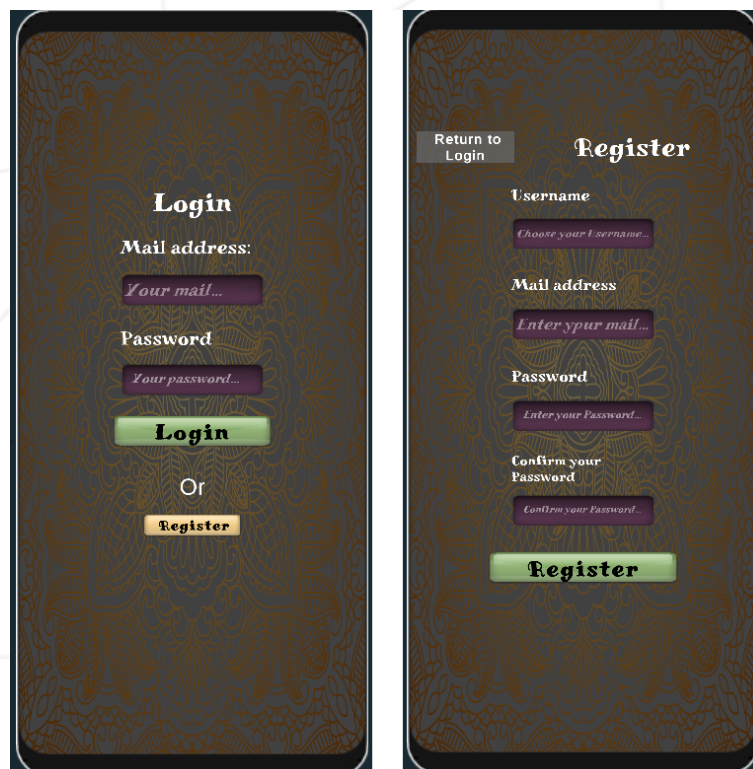 Login
Mail address:
Your mail...
Password
Your password...
Login
Or
Register
Return to
Login
Register
Username
Choose your Username...
Mail address
Enter ypur mail...
Password
Enter your Password...
Confirm your
Password
Confirm your Password...
Register